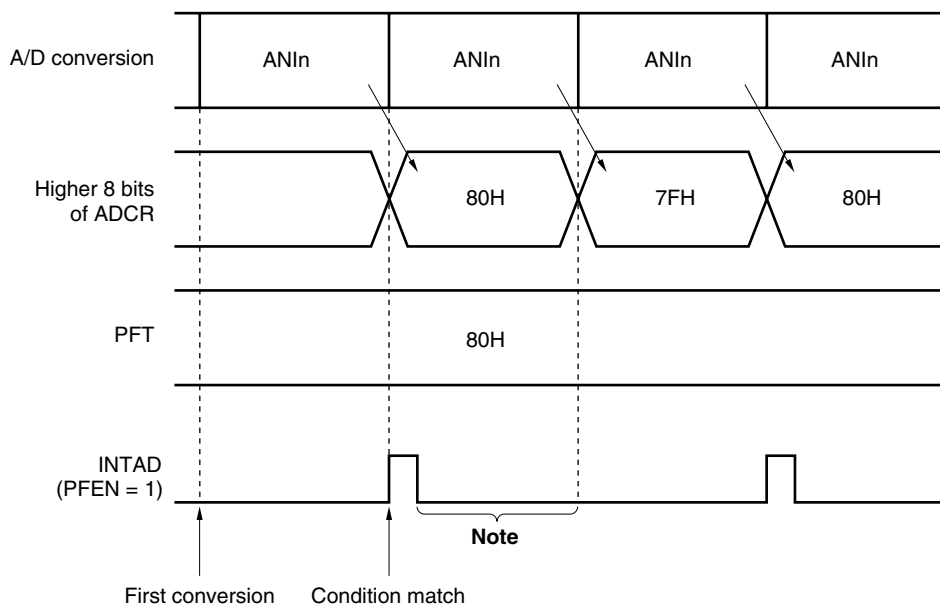 A/D conversion
ANIn
ANIn
ANIn
ANIn
Higher 8 bits
of ADCR
80H
7FH
80H
PFT
80H
INTAD
(PFEN = 1)
Note
First conversion
Condition match